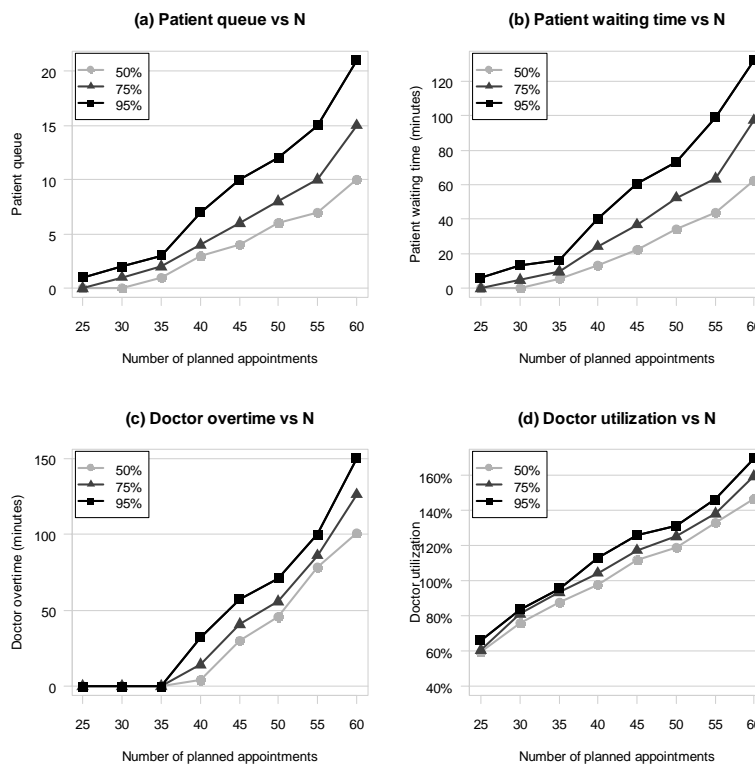 (a) Patient queue vs N
Patient queue
20
15
10
5
0
50%
75%
95%
25 30 35 40 45 50 55 60
Number of planned appointments
(b) Patient waiting time vs N
Patient waiting time (minutes)
120
100
80
60
40
20
0
50%
75%
95%
25 30 35 40 45 50 55 60
Number of planned appointments
(c) Doctor overtime vs N
Doctor overtime (minutes)
150
100
50
0
50%
75%
95%
25 30 35 40 45 50 55 60
Number of planned appointments
(d) Doctor utilization vs N
Doctor utilization
160%
140%
120%
100%
80%
60%
40%
50%
75%
95%
25 30 35 40 45 50 55 60
Number of planned appointments